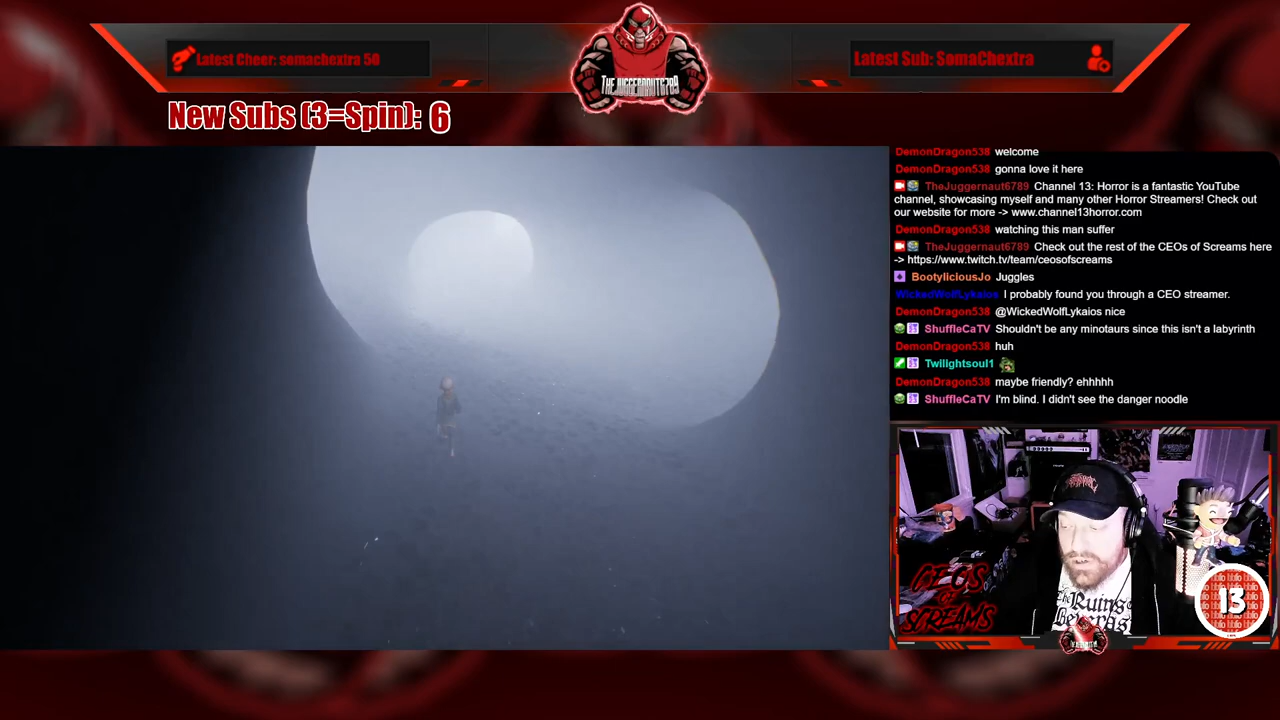 Latest Cheer: somachextra 50
THEJUGGERNAUT6789
Latest Sub: SomaChextra
New Subs (3=Spin): 6
DemonDragon538 welcome
DemonDragon538 gonna love it here
TheJuggernaut6789 Channel 13: Horror is a fantastic YouTube
channel, showcasing myself and many other Horror Streamers! Check out
our website for more -> www.channel13horror.com
DemonDragon538 watching this man suffer
TheJuggernaut6789 Check out the rest of the CEOs of Screams here
-> https://www.twitch.tv/team/ceosofscreams
BootyliciousJo Juggles
WickedWolfLykaios I probably found you through a CEO streamer.
DemonDragon538 @WickedWolfLykaios nice
ShuffleCaTV Shouldn't be any minotaurs since this isn't a labyrinth
DemonDragon538 huh
Twilightsoul1
DemonDragon538 maybe friendly? ehhhhh
ShuffleCaTV I'm blind. I didn't see the danger noodle
CEOS
OF
SCREAMS
The Ruins
Of
Beverast
13